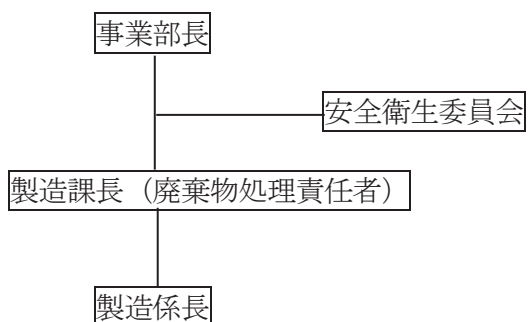 事業部長
安全衛生委員会
製造課長（廃棄物処理責任者）
製造係長